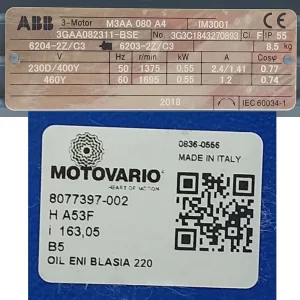 ABB 3-Motor M3AA 080 A4 IM3001
3GAA082311-BSE No. 3G3C1843270893 Cl. F IP 55
6204-2Z/C3 6203-2Z/C3 8.5 kg
V Hz r/min kW A Cosφ
230D/400Y 50 1375 0.55 2.4/1.41 0.77
460Y 60 1695 0.55 1.2 0.74
2018 CE IEC 60034-1
MOTOVARIO®
HEART OF MOTION
0836-0556
MADE IN ITALY
8077397-002
H A53F
i 163,05
B5
OIL ENI BLASIA 220